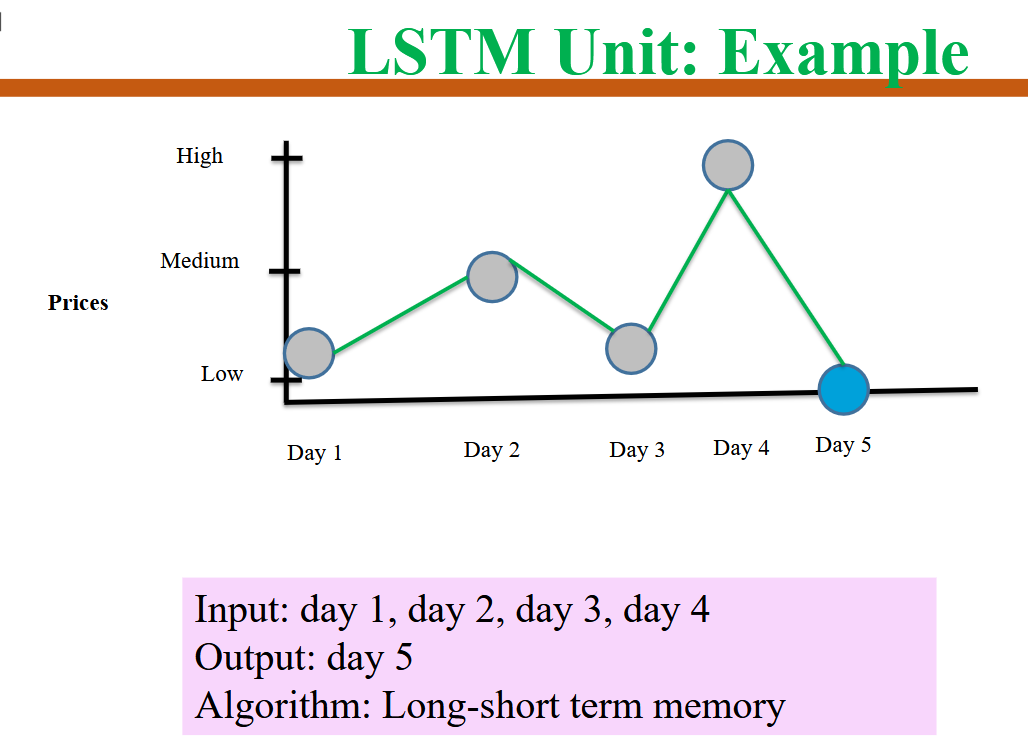 LSTM Unit: Example
High
Medium
Prices
Low
Day 1
Day 2
Day 3
Day 4
Day 5
Input: day 1, day 2, day 3, day 4
Output: day 5
Algorithm: Long-short term memory